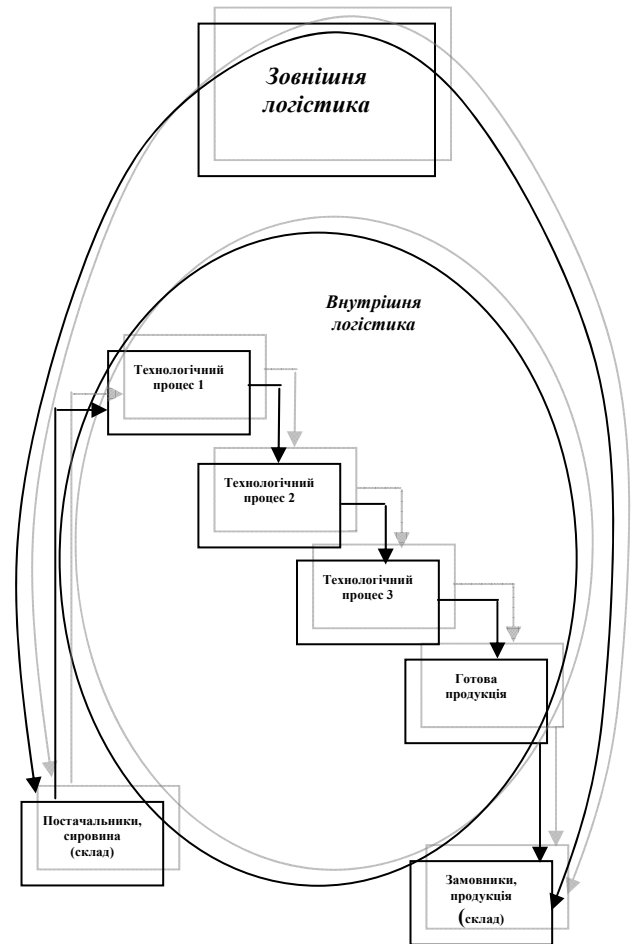 Зовнішня
логістика
Внутрішня
логістика
Технологічний
процес 1
Технологічний
процес 2
Технологічний
процес 3
Готова
продукція
Постачальники,
сировина
(склад)
Замовники,
продукція
(склад)